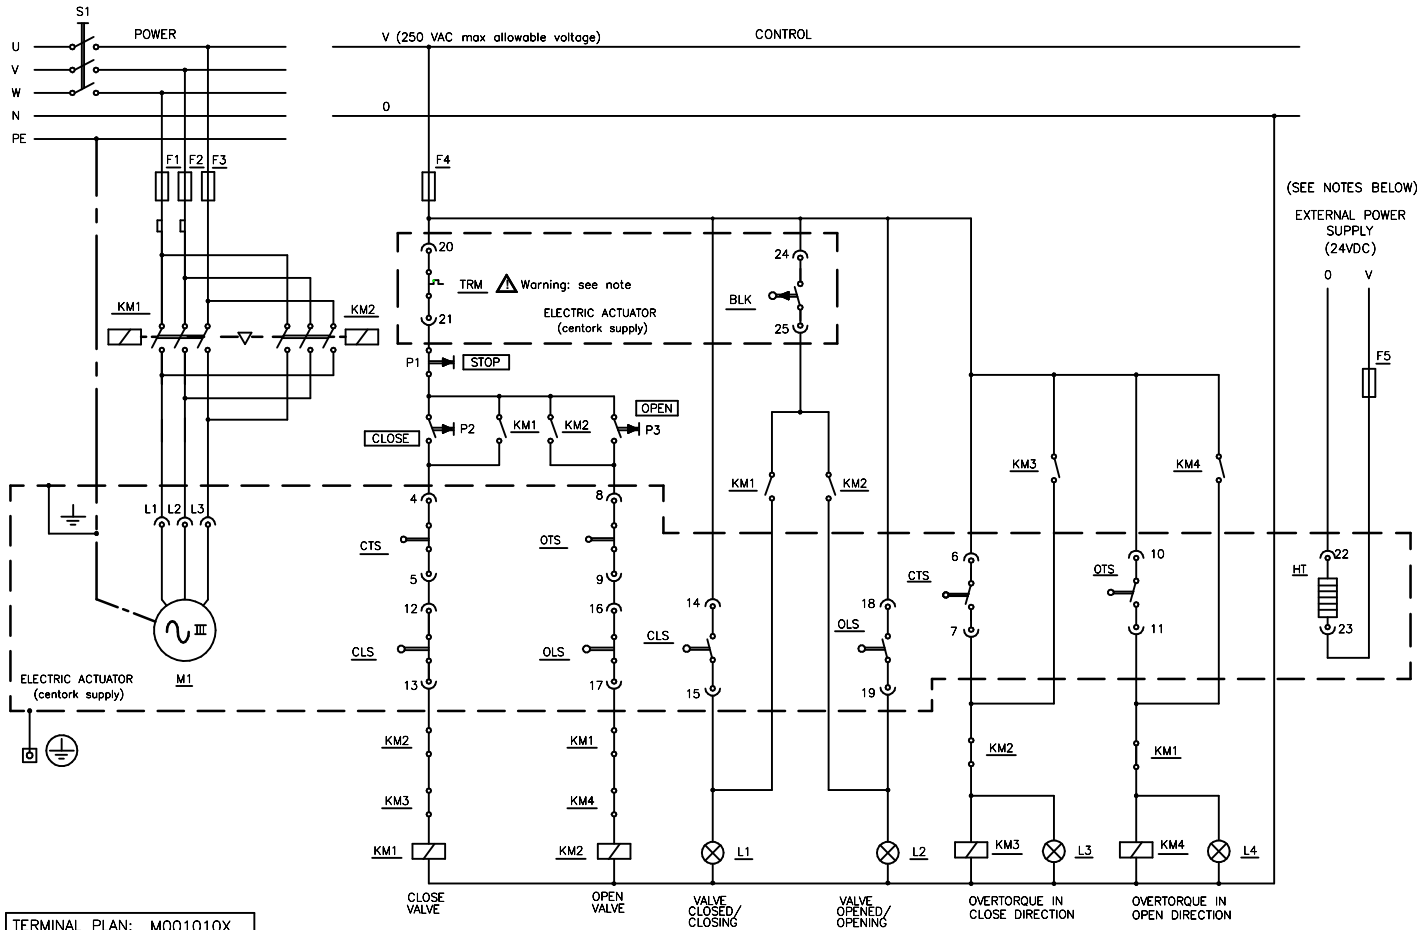 S1
POWER
V (250 VAC max allowable voltage)
CONTROL
U
V
W
N
PE
0
F1
F2
F3
F4
(SEE NOTES BELOW)
EXTERNAL POWER
SUPPLY
(24VDC)
0
V
20
24
TRM
Warning: see note
BLK
21
ELECTRIC ACTUATOR
(centork supply)
25
KM1
KM2
P1
STOP
F5
OPEN
CLOSE
P2
KM1
KM2
P3
KM3
KM4
KM1
KM2
L1
L2
L3
4
8
CTS
OTS
6
10
22
5
9
CTS
OTS
HT
12
16
14
18
7
11
23
CLS
OLS
CLS
OLS
13
17
15
19
III
M1
ELECTRIC ACTUATOR
(centork supply)
KM2
KM1
KM2
KM1
KM3
KM4
KM1
KM2
L1
L2
KM3
L3
KM4
L4
CLOSE
VALVE
OPEN
VALVE
VALVE
CLOSED/
CLOSING
VALVE
OPENED/
OPENING
OVERTORQUE IN
CLOSE DIRECTION
OVERTORQUE IN
OPEN DIRECTION
TERMINAL PLAN: M001010X